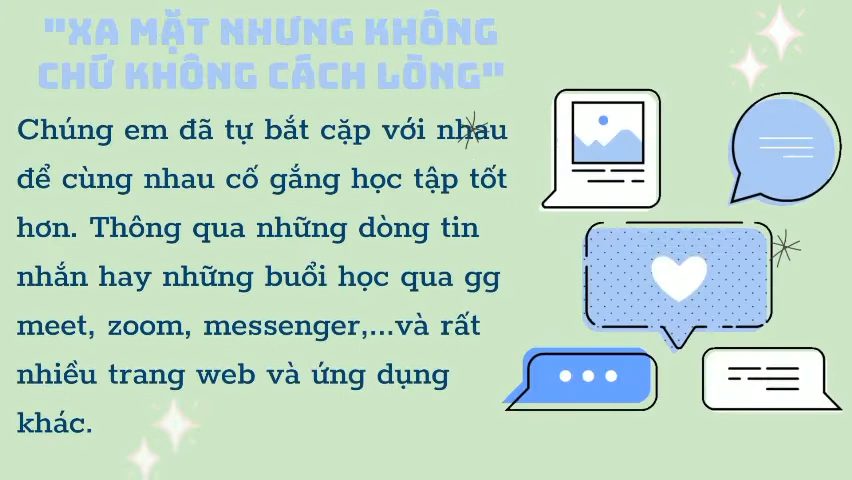 "XA MẶT NHƯNG KHÔNG
CHỨ KHÔNG CÁCH LÒNG"
Chúng em đã tự bắt cặp với nhau
để cùng nhau cố gắng học tập tốt
hơn. Thông qua những dòng tin
nhắn hay những buổi học qua gg
meet, zoom, messenger,...và rất
nhiều trang web và ứng dụng
khác.